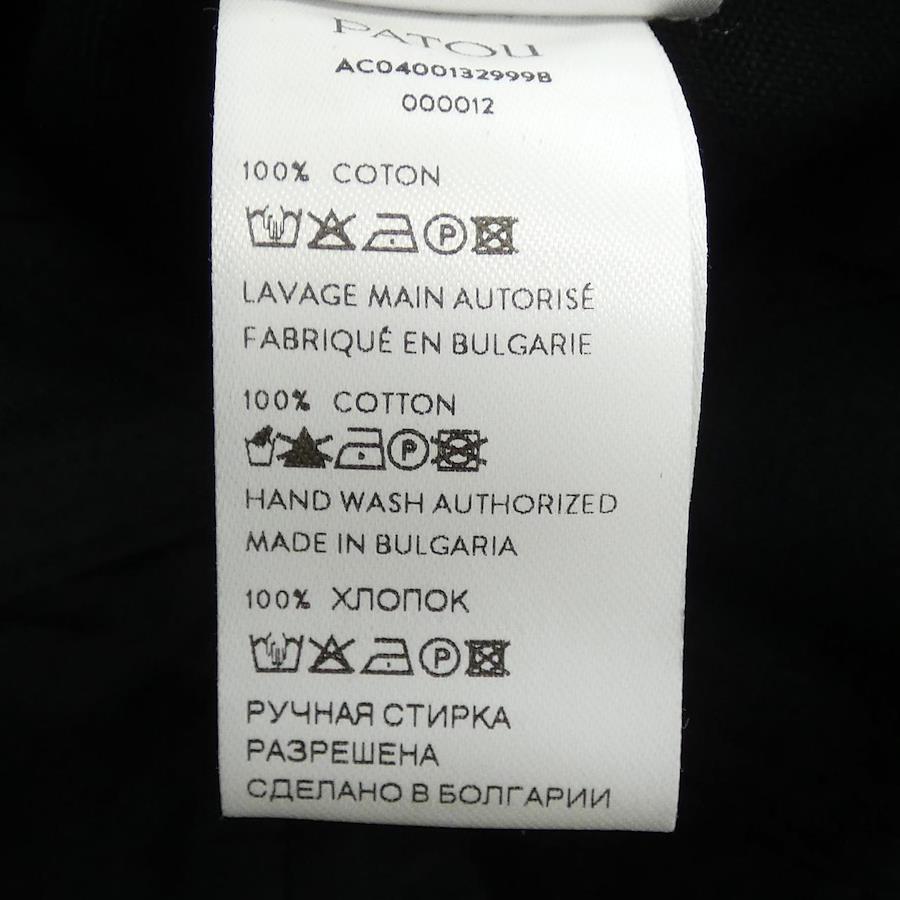 PATOU
AC0400132999B
000012
100% COTON
P
LAVAGE MAIN AUTORISÉ
FABRIQUÉ EN BULGARIE
100% COTTON
P
HAND WASH AUTHORIZED
MADE IN BULGARIA
100% ХЛОПОК
P
РУЧНАЯ СТИРКА
РАЗРЕШЕНА
СДЕЛАНО В БОЛГАРИИ